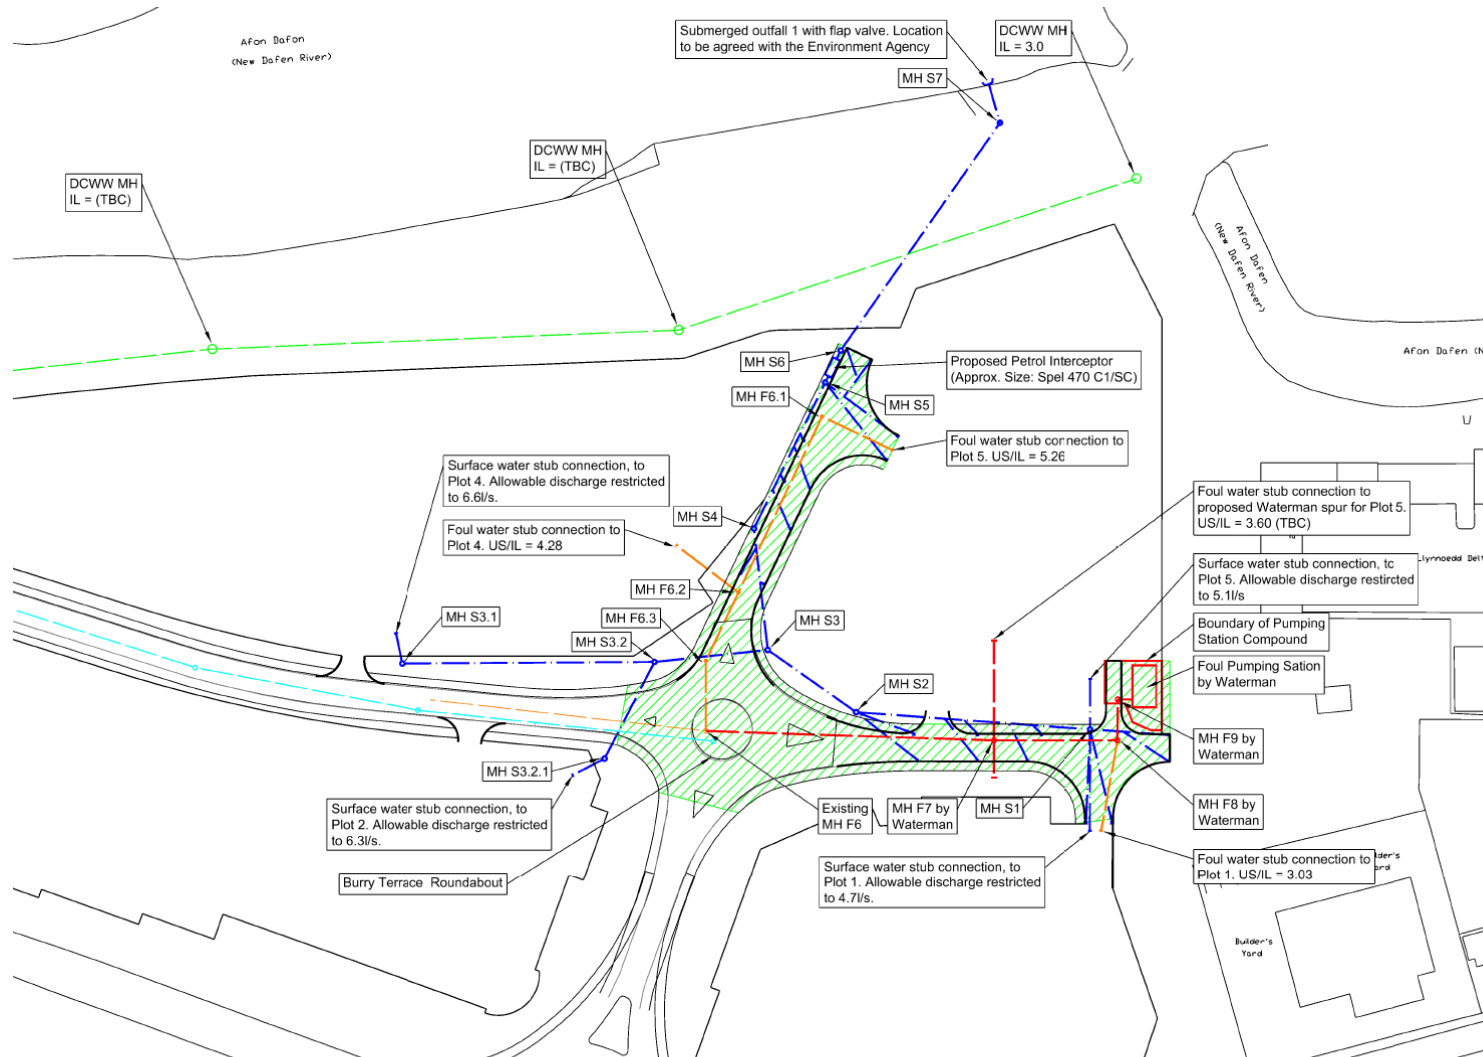 Afon Dafon
(New Dafen River)
Submerged outfall 1 with flap valve. Location
to be agreed with the Environment Agency
DCWW MH
IL = 3.0
MH S7
DCWW MH
IL = (TBC)
DCWW MH
IL = (TBC)
Afon Dafen
(New Dafen River)
Afon Dafen (N
MH S6
Proposed Petrol Interceptor
(Approx. Size: Spel 470 C1/SC)
MH F6.1
MH S5
Foul water stub connection to
Plot 5. US/IL = 5.26
Surface water stub connection, to
Plot 4. Allowable discharge restricted
to 6.6l/s.
MH S4
Foul water stub connection to
Plot 4. US/IL = 4.28
Foul water stub connection to
proposed Waterman spur for Plot 5.
US/IL = 3.60 (TBC)
Surface water stub connection, to
Plot 5. Allowable discharge restircted
to 5.1l/s
lynnoedd Delt
MH F6.2
MH S3.1
MH F6.3
MH S3.2
MH S3
Boundary of Pumping
Station Compound
Foul Pumping Sation
by Waterman
MH S2
MH F9 by
Waterman
MH S3.2.1
Surface water stub connection, to
Plot 2. Allowable discharge restricted
to 6.3l/s.
Existing
MH F6
MH F7 by
Waterman
MH S1
MH F8 by
Waterman
Burry Terrace Roundabout
Surface water stub connection, to
Plot 1. Allowable discharge restricted
to 4.7l/s.
Foul water stub connection to
Plot 1. US/IL = 3.03
lder's
ard
Builder's
Yard